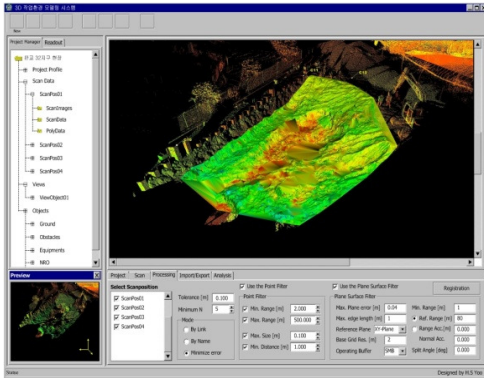 3D 작업환경 모델링 시스템
New
Project Manager Readout
Project Profile
Scan Data
ScanPos01
ScanImages
ScanData
PolyData
ScanPos02
ScanPos03
ScanPos04
Views
ViewObject01
Objects
Ground
Obstacles
Equipments
NRO
Preview
Project Scan Processing Import/Export Analysis
Select Scanposition
ScanPos01
ScanPos02
ScanPos03
ScanPos04
Tolerance [m] 0.100
Minimum N 5
Mode
By Link
By Name
Minimize error
Use the Point Filter
Point Filter
Min. Range [m] 2.000
Max. Range [m] 500.000
Max. Size [m] 0.100
Min. Distance [m] 1.000
Use the Plane Surface Filter
Plane Surface Filter
Max. Plane error [m] 0.04
Max. edge length [m] 1
Reference Plane XY-Plane
Base Grid Res. [m] 2
Operating Buffer 5MB
Registration
Min. Range [m] 1
Ref. Range [m] 80
Range Acc.[m] 0.000
Normal Acc. 0.000
Split Angle [deg] 0.000
Status
Designed by H.S Yoo